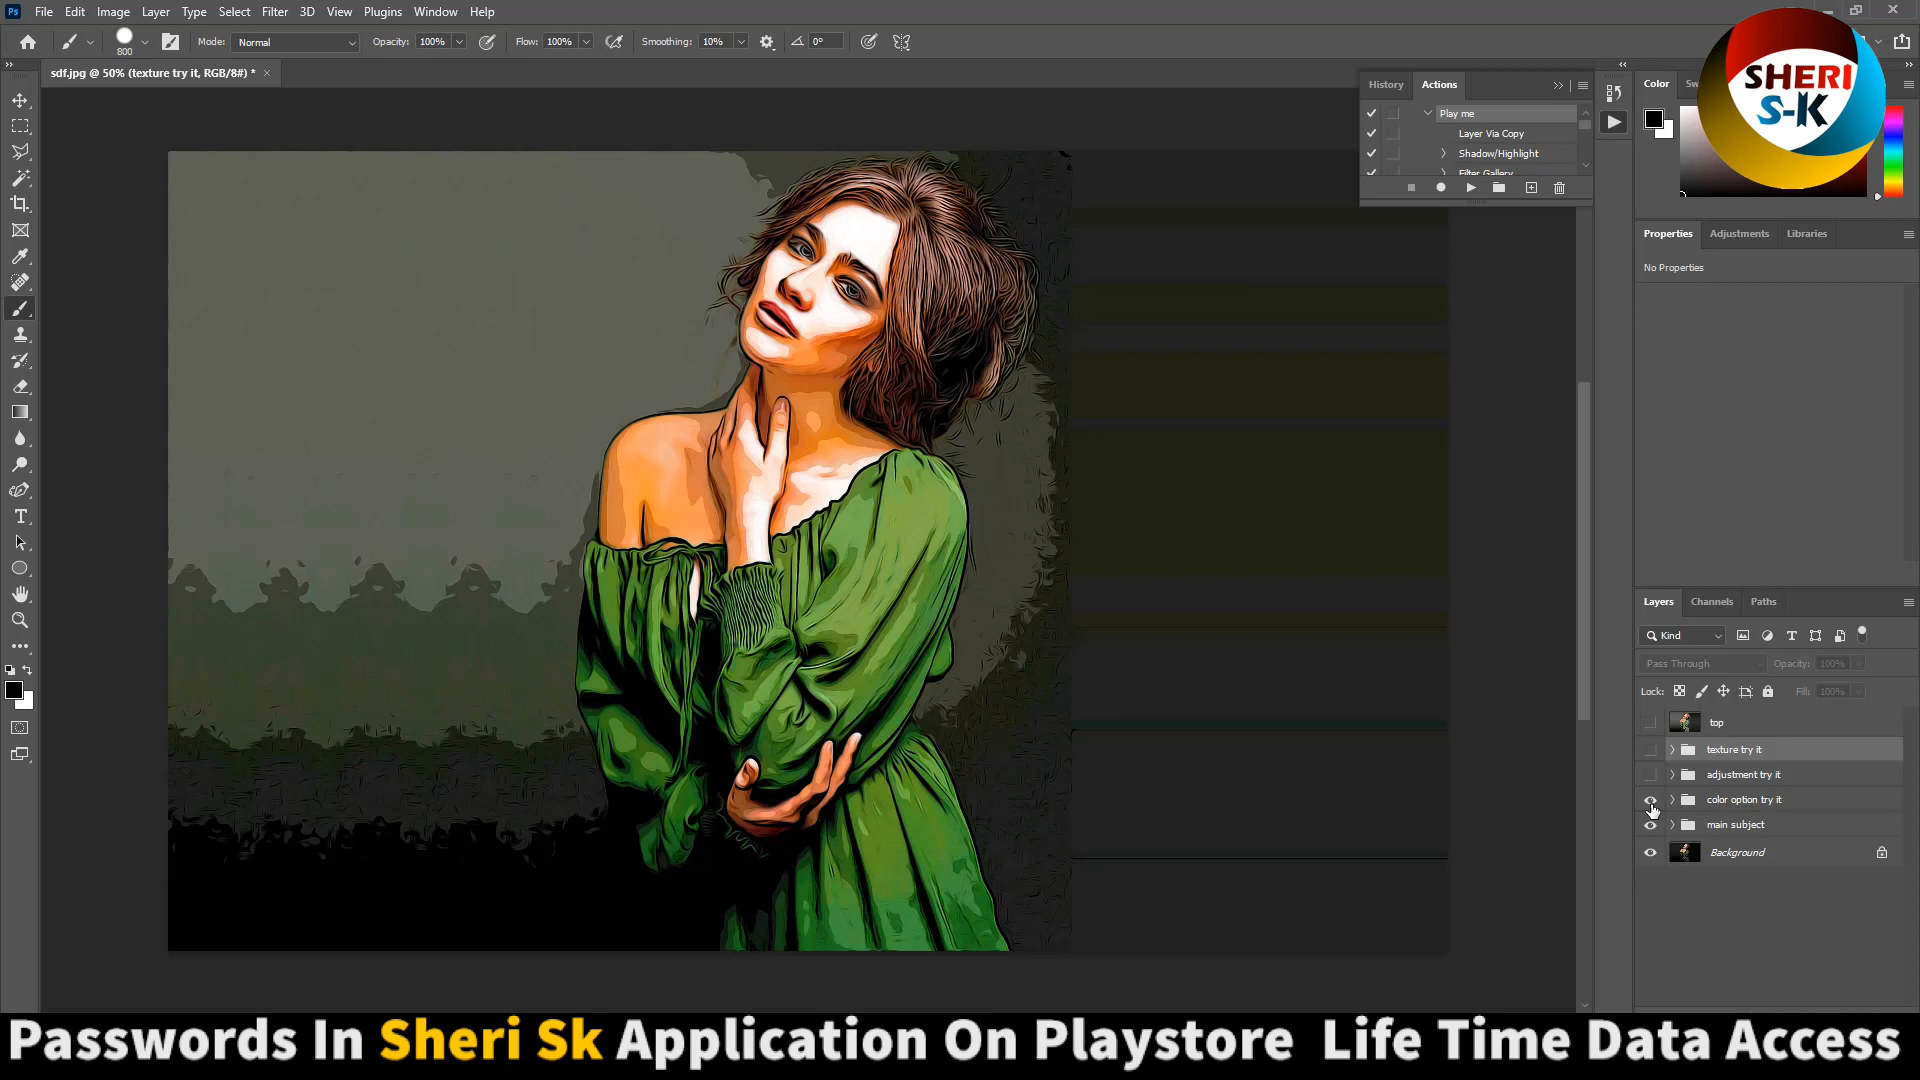 Ps File Edit Image Layer Type Select Filter 3D View Plugins Window Help
800 Mode: Normal Opacity: 100% Flow: 100% Smoothing: 10% 0°
sdf.jpg @ 50% (texture try it, RGB/8#) * ×
History Actions
Play me
Layer Via Copy
Shadow/Highlight
Filter Gallery
Color Sw
SHERI
S-K
Properties Adjustments Libraries
No Properties
Layers Channels Paths
Kind
Pass Through Opacity: 100%
Lock: Fill: 100%
top
texture try it
adjustment try it
color option try it
main subject
Background
Passwords In Sheri Sk Application On Playstore Life Time Data Access